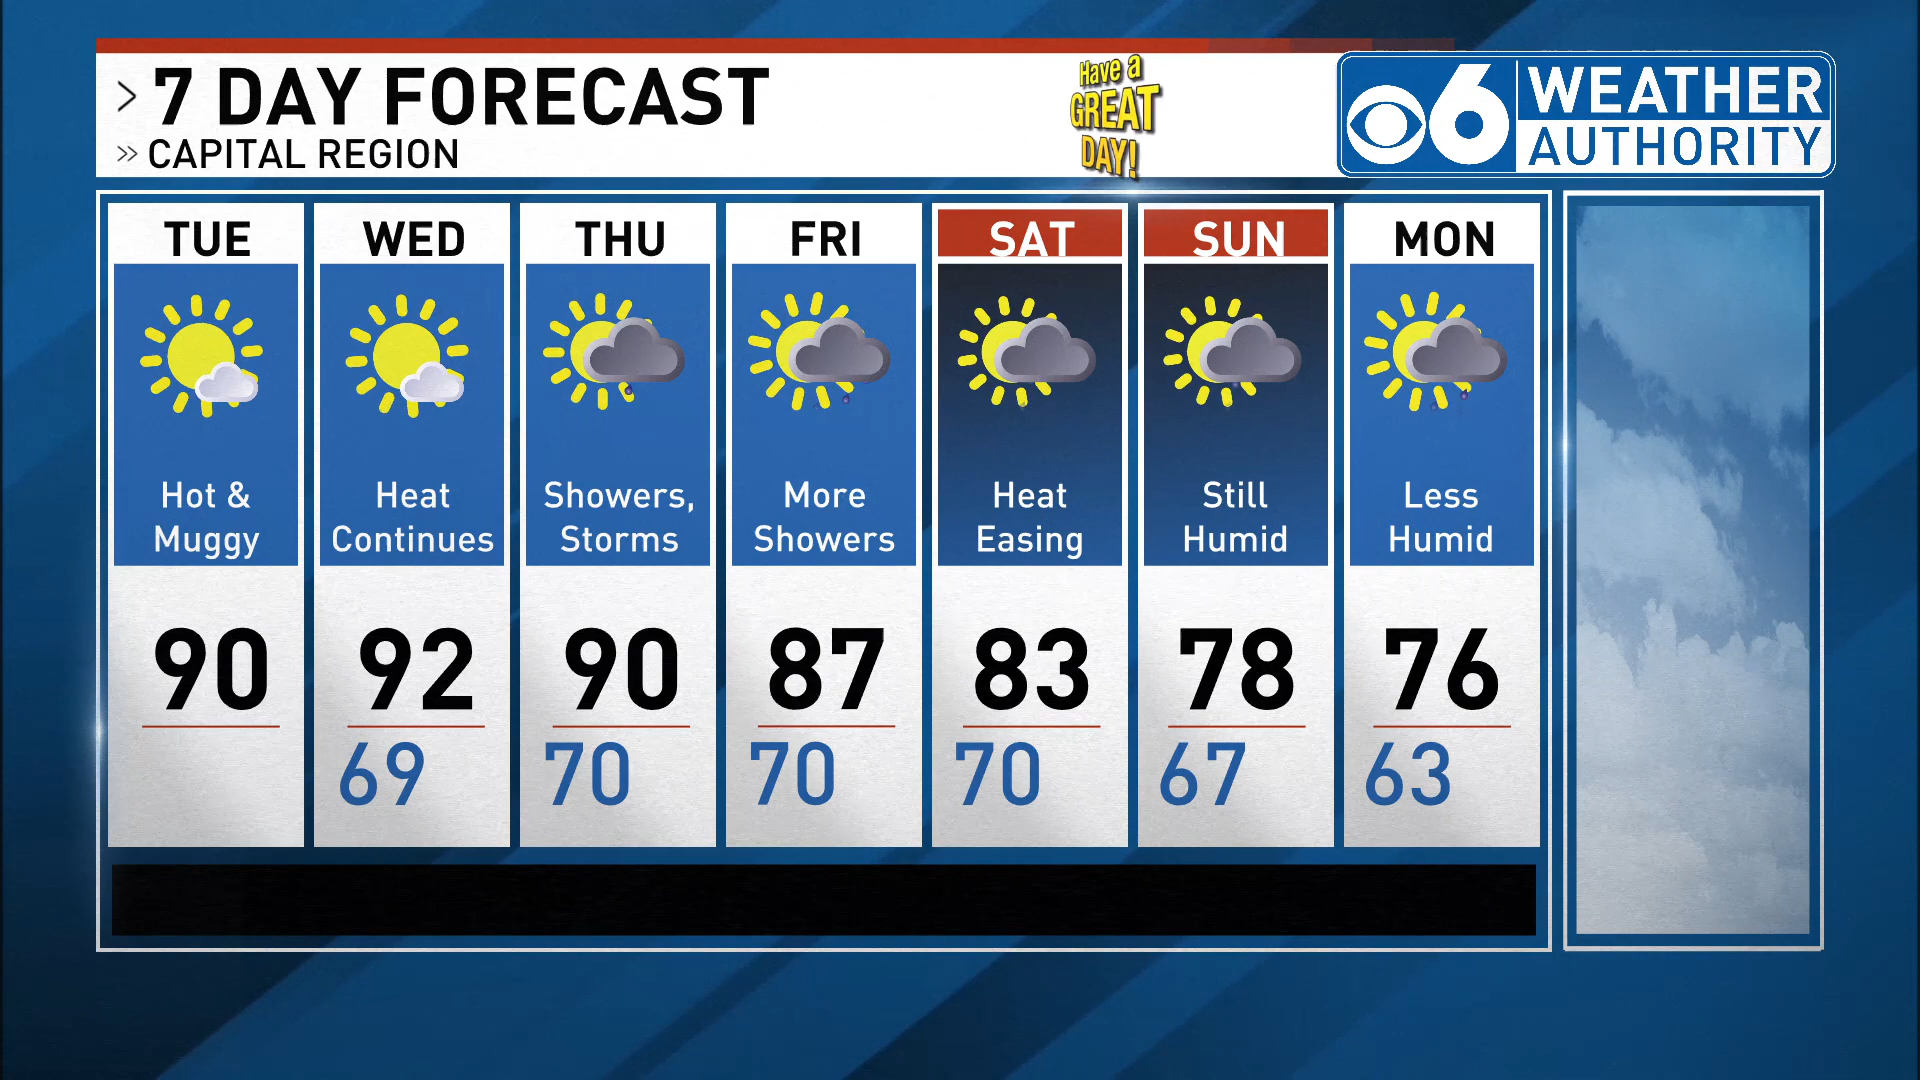 > 7 DAY FORECAST
» CAPITAL REGION
Have a
GREAT
DAY!
6 WEATHER
AUTHORITY
TUE
Hot &
Muggy
90
WED
Heat
Continues
92
69
THU
Showers,
Storms
90
70
FRI
More
Showers
87
70
SAT
Heat
Easing
83
70
SUN
Still
Humid
78
67
MON
Less
Humid
76
63